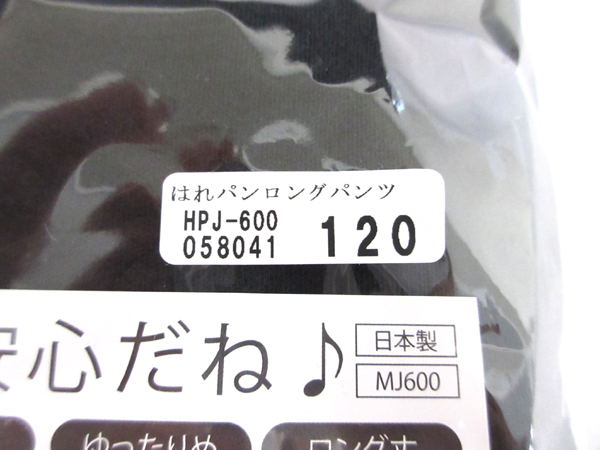 はれパンロングパンツ
HPJ-600
058041 120
安心だね♪
日本製
MJ600
ゆったりめ
ロング丈